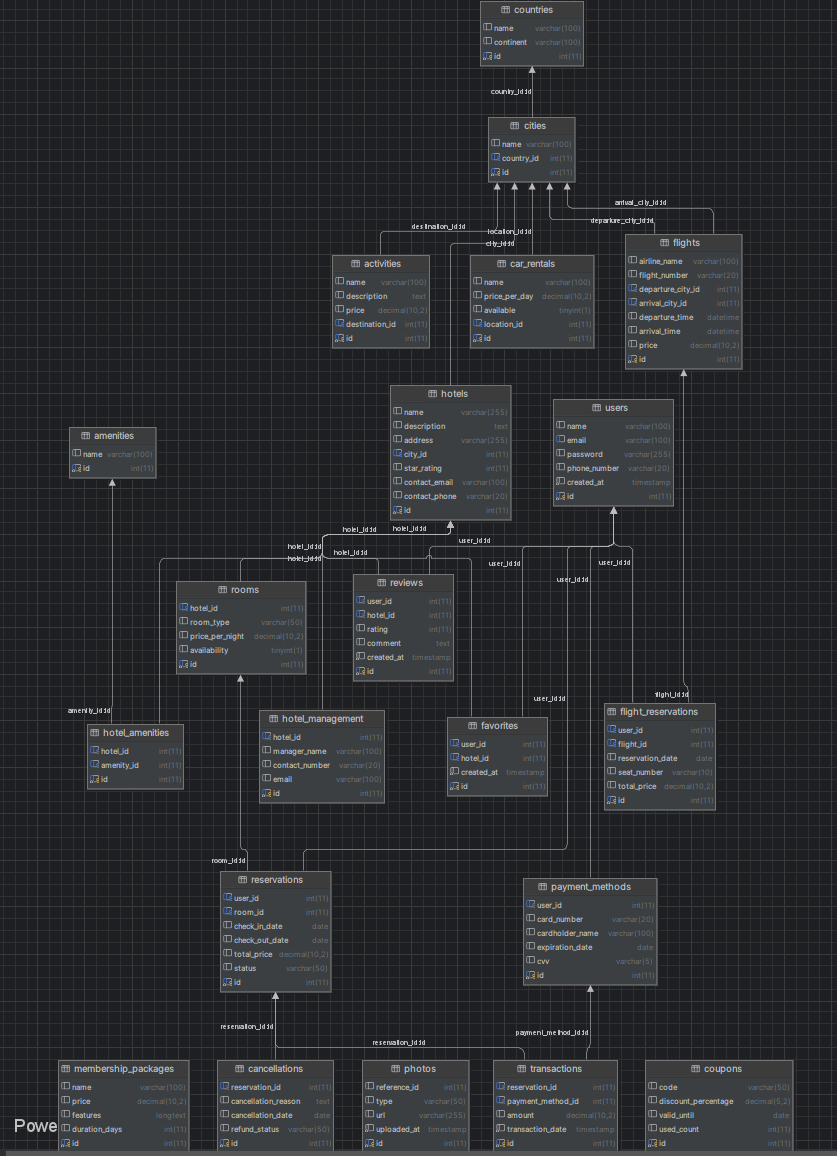 countries
name varchar(100)
continent varchar(100)
id int(11)
country_id:id
cities
name varchar(100)
country_id int(11)
id int(11)
arrival_city_id:id
departure_city_id:id
destination_id:id
location_id:id
city_id:id
flights
airline_name varchar(100)
flight_number varchar(20)
departure_city_id int(11)
arrival_city_id int(11)
departure_time datetime
arrival_time datetime
price decimal(10,2)
id int(11)
activities
name varchar(100)
description text
price decimal(10,2)
destination_id int(11)
id int(11)
car_rentals
name varchar(100)
price_per_day decimal(10,2)
available tinyint(1)
location_id int(11)
id int(11)
hotels
name varchar(255)
description text
address varchar(255)
city_id int(11)
star_rating int(11)
contact_email varchar(100)
contact_phone varchar(20)
id int(11)
users
name varchar(100)
email varchar(100)
password varchar(255)
phone_number varchar(20)
created_at timestamp
id int(11)
amenities
name varchar(100)
id int(11)
hotel_id:id hotel_id:id
hotel_id:id
hotel_id:id
hotel_id:id
user_id:id
user_id:id
user_id:id
user_id:id
rooms
hotel_id int(11)
room_type varchar(50)
price_per_night decimal(10,2)
availability tinyint(1)
id int(11)
reviews
user_id int(11)
hotel_id int(11)
rating int(11)
comment text
created_at timestamp
id int(11)
user_id:id
flight_id:id
amenity_id:id
hotel_amenities
hotel_id int(11)
amenity_id int(11)
id int(11)
hotel_management
hotel_id int(11)
manager_name varchar(100)
contact_number varchar(20)
email varchar(100)
id int(11)
favorites
user_id int(11)
hotel_id int(11)
created_at timestamp
id int(11)
flight_reservations
user_id int(11)
flight_id int(11)
reservation_date date
seat_number varchar(10)
total_price decimal(10,2)
id int(11)
room_id:id
reservations
user_id int(11)
room_id int(11)
check_in_date date
check_out_date date
total_price decimal(10,2)
status varchar(50)
id int(11)
payment_methods
user_id int(11)
card_number varchar(20)
cardholder_name varchar(100)
expiration_date date
cvv varchar(5)
id int(11)
reservation_id:id
reservation_id:id
payment_method_id:id
membership_packages
name varchar(100)
price decimal(10,2)
features longtext
duration_days int(11)
id int(11)
cancellations
reservation_id int(11)
cancellation_reason text
cancellation_date date
refund_status varchar(50)
id int(11)
photos
reference_id int(11)
type varchar(50)
url varchar(255)
uploaded_at timestamp
id int(11)
transactions
reservation_id int(11)
payment_method_id int(11)
amount decimal(10,2)
transaction_date timestamp
id int(11)
coupons
code varchar(50)
discount_percentage decimal(5,2)
valid_until date
used_count int(11)
id int(11)
Powe